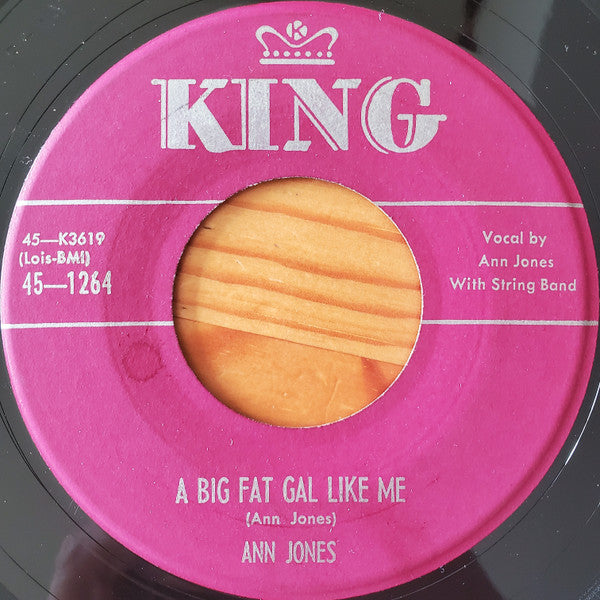 K
KING
45—K3619
(Lois-BMI)
45—1264
Vocal by
Ann Jones
With String Band
A BIG FAT GAL LIKE ME
(Ann Jones)
ANN JONES